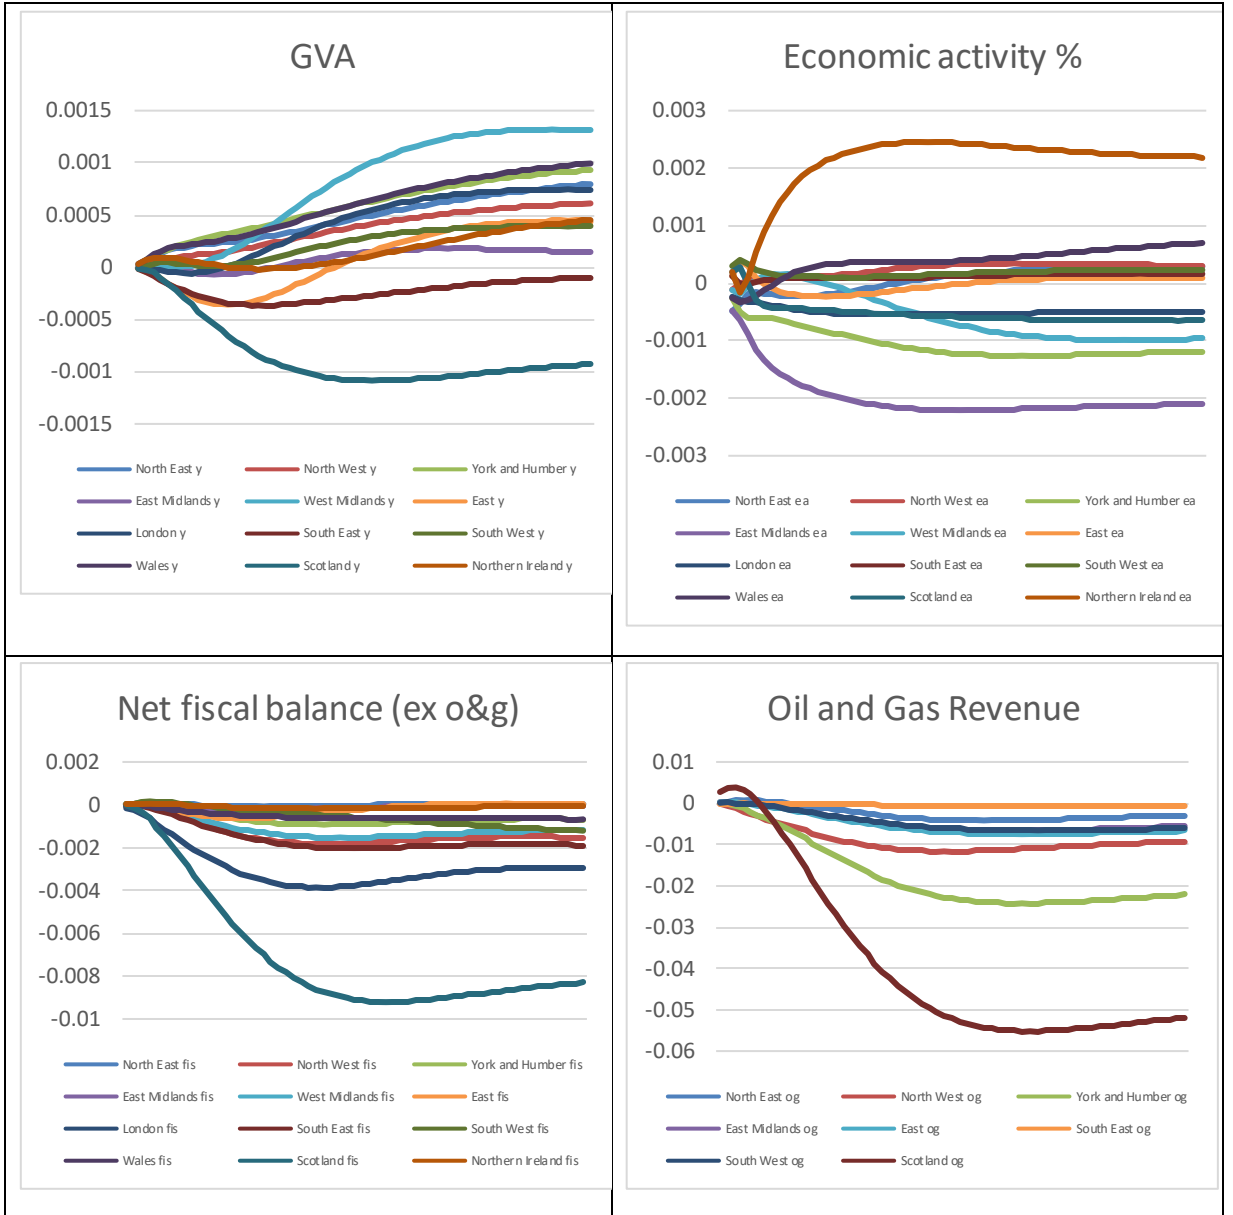 GVA
0.0015
0.001
0.0005
0
-0.0005
-0.001
-0.0015
North East y
North West y
York and Humber y
East Midlands y
West Midlands y
East y
London y
South East y
South West y
Wales y
Scotland y
Northern Ireland y
Economic activity %
0.003
0.002
0.001
0
-0.001
-0.002
-0.003
North East ea
North West ea
York and Humber ea
East Midlands ea
West Midlands ea
East ea
London ea
South East ea
South West ea
Wales ea
Scotland ea
Northern Ireland ea
Net fiscal balance (ex o&g)
0.002
0
-0.002
-0.004
-0.006
-0.008
-0.01
North East fis
North West fis
York and Humber fis
East Midlands fis
West Midlands fis
East fis
London fis
South East fis
South West fis
Wales fis
Scotland fis
Northern Ireland fis
Oil and Gas Revenue
0.01
0
-0.01
-0.02
-0.03
-0.04
-0.05
-0.06
North East og
North West og
York and Humber og
East Midlands og
East og
South East og
South West og
Scotland og